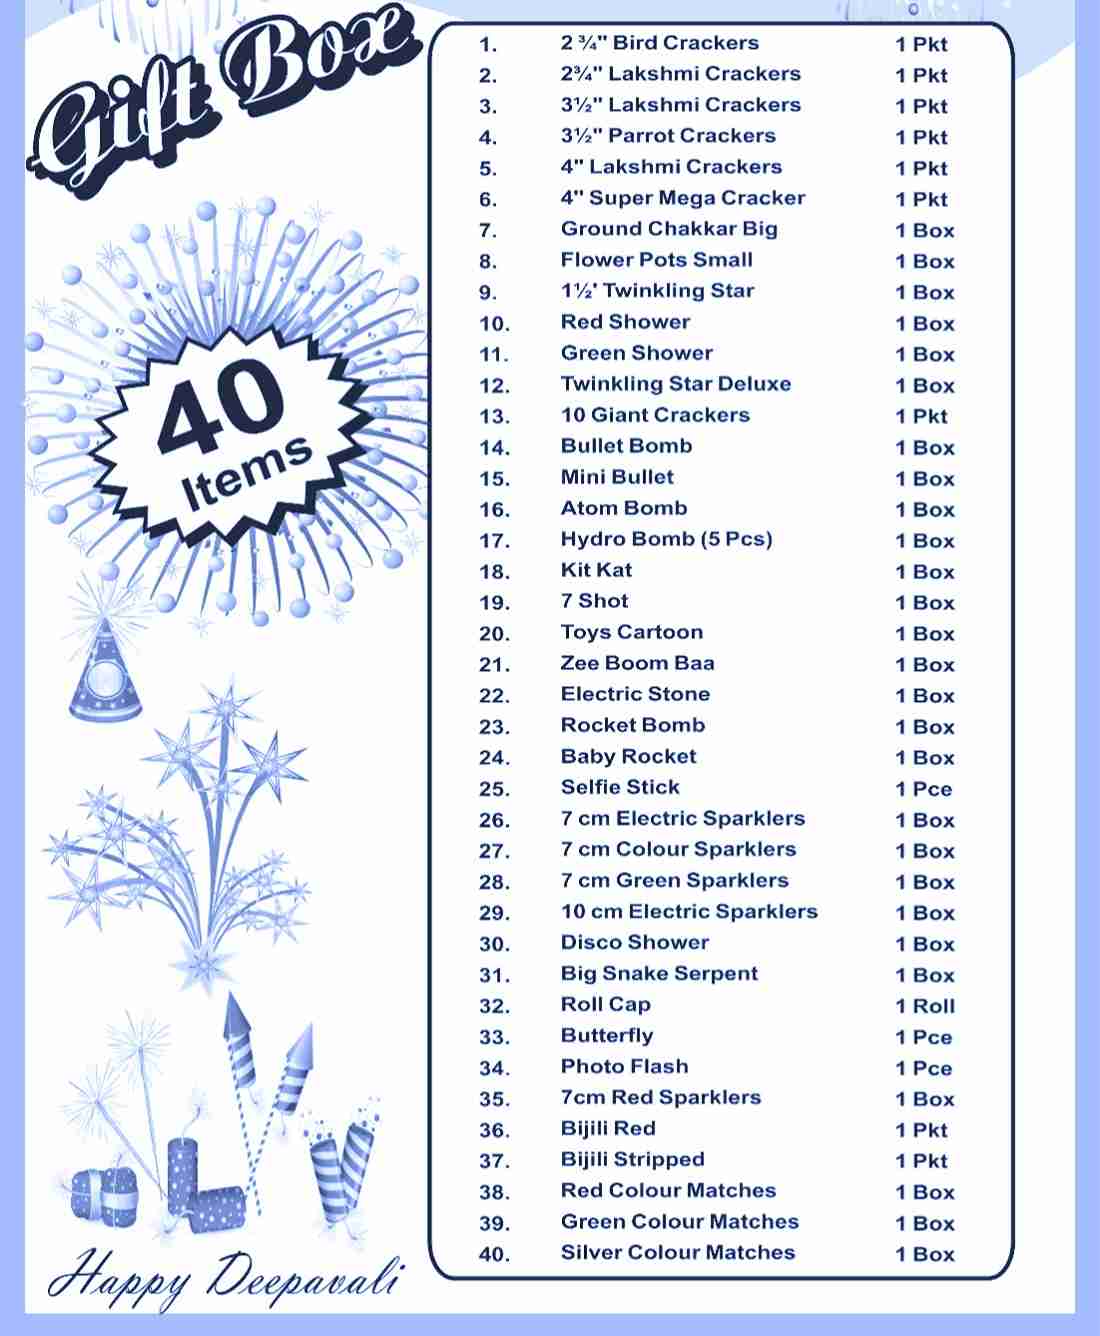 Gift Box
40
Items
1. 2 ¾" Bird Crackers 1 Pkt
2. 2¾" Lakshmi Crackers 1 Pkt
3. 3½" Lakshmi Crackers 1 Pkt
4. 3½" Parrot Crackers 1 Pkt
5. 4" Lakshmi Crackers 1 Pkt
6. 4" Super Mega Cracker 1 Pkt
7. Ground Chakkar Big 1 Box
8. Flower Pots Small 1 Box
9. 1½' Twinkling Star 1 Box
10. Red Shower 1 Box
11. Green Shower 1 Box
12. Twinkling Star Deluxe 1 Box
13. 10 Giant Crackers 1 Pkt
14. Bullet Bomb 1 Box
15. Mini Bullet 1 Box
16. Atom Bomb 1 Box
17. Hydro Bomb (5 Pcs) 1 Box
18. Kit Kat 1 Box
19. 7 Shot 1 Box
20. Toys Cartoon 1 Box
21. Zee Boom Baa 1 Box
22. Electric Stone 1 Box
23. Rocket Bomb 1 Box
24. Baby Rocket 1 Box
25. Selfie Stick 1 Pce
26. 7 cm Electric Sparklers 1 Box
27. 7 cm Colour Sparklers 1 Box
28. 7 cm Green Sparklers 1 Box
29. 10 cm Electric Sparklers 1 Box
30. Disco Shower 1 Box
31. Big Snake Serpent 1 Box
32. Roll Cap 1 Roll
33. Butterfly 1 Pce
34. Photo Flash 1 Pce
35. 7cm Red Sparklers 1 Box
36. Bijili Red 1 Pkt
37. Bijili Stripped 1 Pkt
38. Red Colour Matches 1 Box
39. Green Colour Matches 1 Box
40. Silver Colour Matches 1 Box
Happy Deepavali